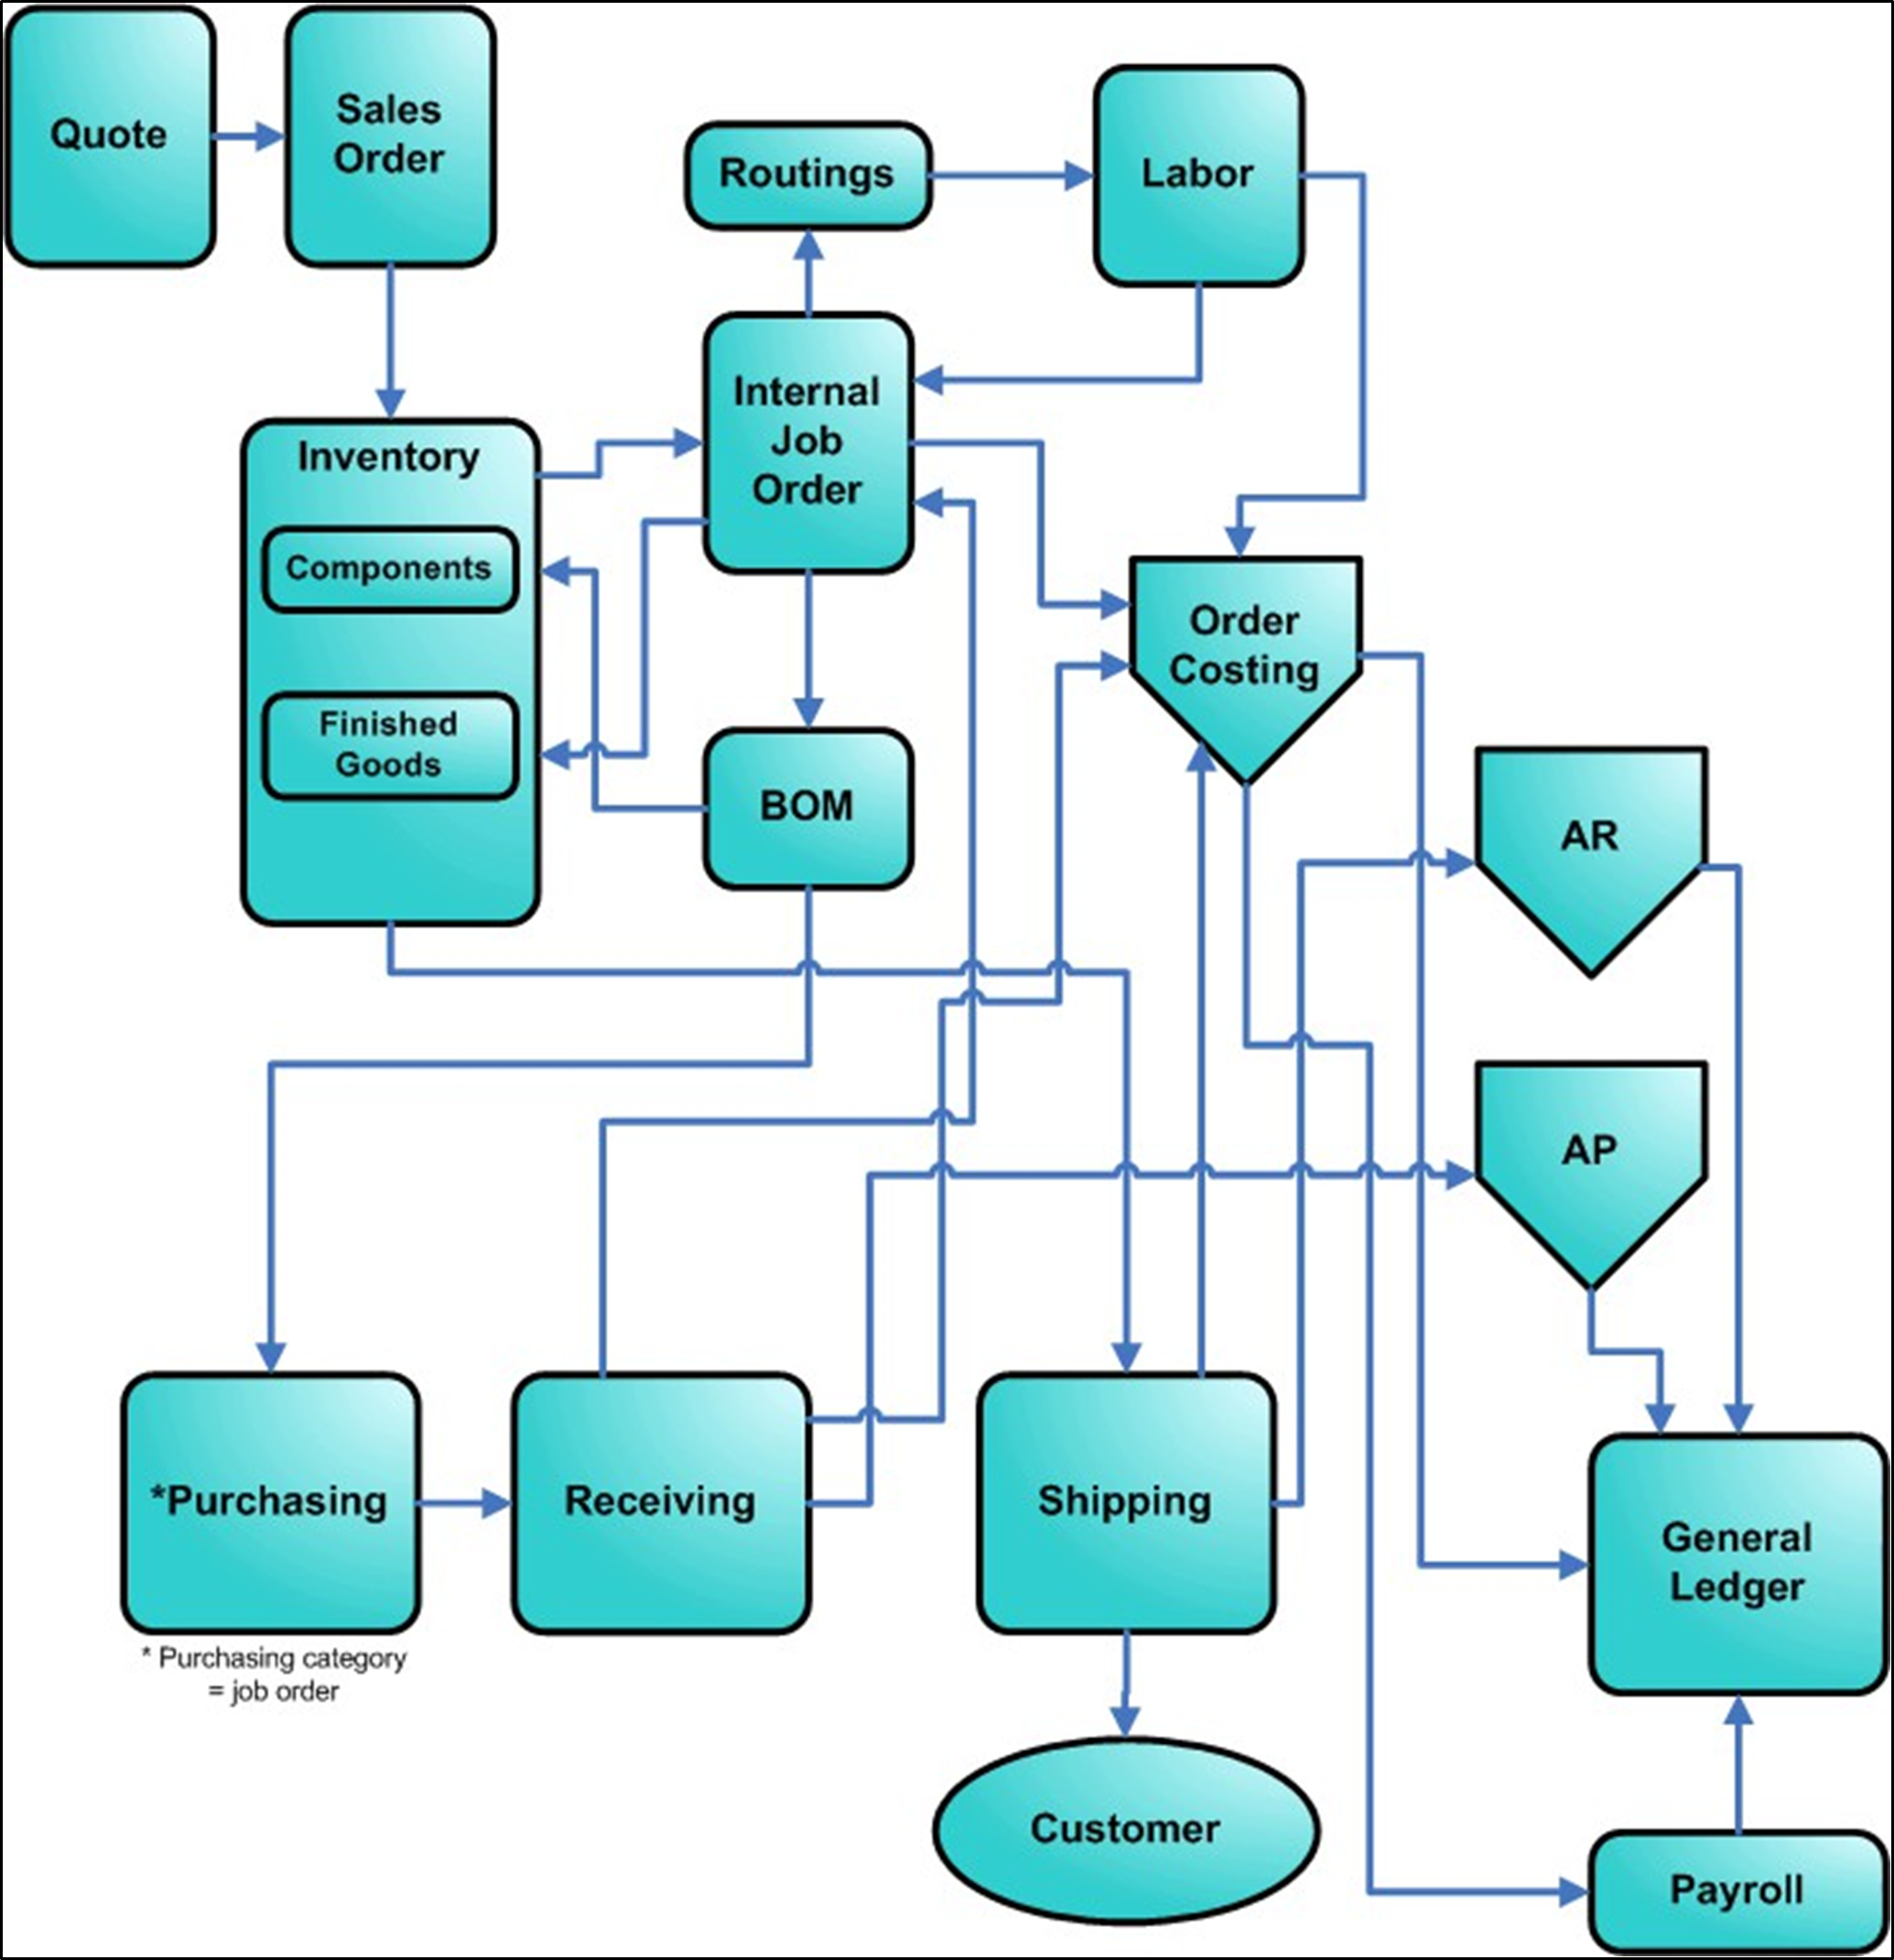 Quote
Sales
Order
Routings
Labor
Inventory
Components
Finished
Goods
Internal
Job
Order
BOM
Order
Costing
AR
AP
*Purchasing
* Purchasing category
= job order
Receiving
Shipping
General
Ledger
Customer
Payroll